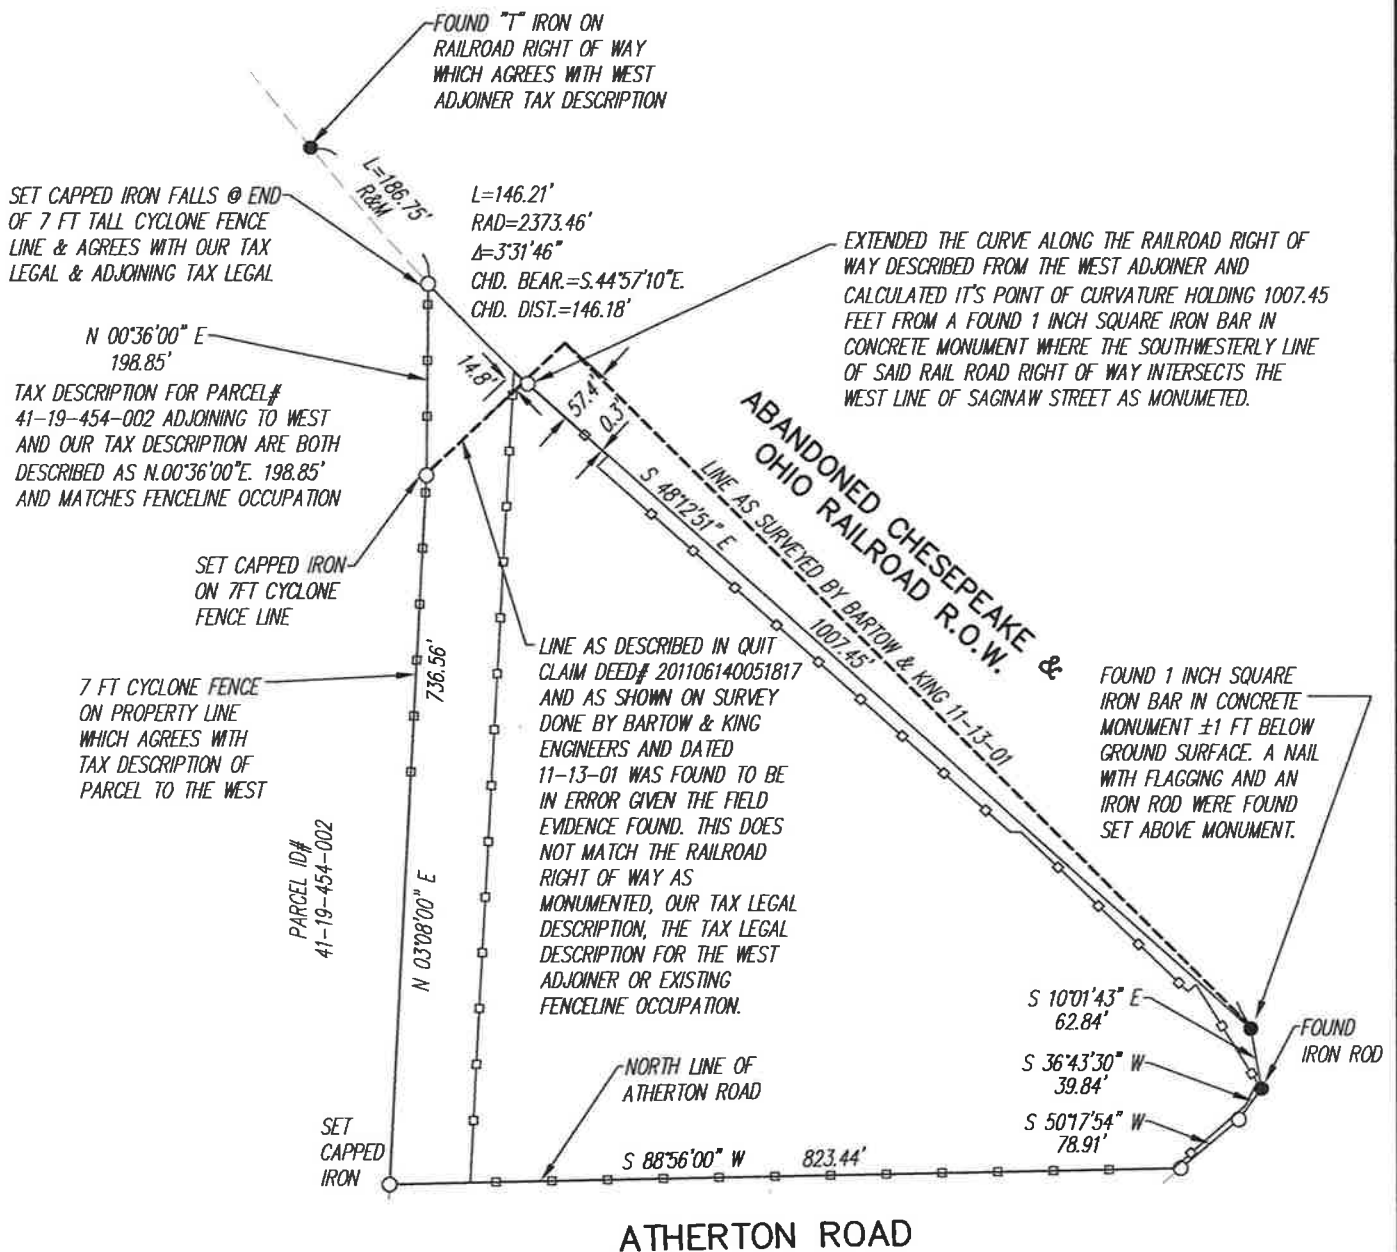 FOUND "T" IRON ON
RAILROAD RIGHT OF WAY
WHICH AGREES WITH WEST
ADJOINER TAX DESCRIPTION
L=186.75'
R&M
SET CAPPED IRON FALLS @ END
OF 7 FT TALL CYCLONE FENCE
LINE & AGREES WITH OUR TAX
LEGAL & ADJOINING TAX LEGAL
L=146.21'
RAD=2373.46'
Δ=3°31'46"
CHD. BEAR.=S.44°57'10"E.
CHD. DIST.=146.18'
EXTENDED THE CURVE ALONG THE RAILROAD RIGHT OF
WAY DESCRIBED FROM THE WEST ADJOINER AND
CALCULATED IT'S POINT OF CURVATURE HOLDING 1007.45
FEET FROM A FOUND 1 INCH SQUARE IRON BAR IN
CONCRETE MONUMENT WHERE THE SOUTHWESTERLY LINE
OF SAID RAIL ROAD RIGHT OF WAY INTERSECTS THE
WEST LINE OF SAGINAW STREET AS MONUMETED.
N 00°36'00" E
198.85'
TAX DESCRIPTION FOR PARCEL#
41-19-454-002 ADJOINING TO WEST
AND OUR TAX DESCRIPTION ARE BOTH
DESCRIBED AS N.00°36'00"E. 198.85'
AND MATCHES FENCELINE OCCUPATION
14.8'
57.4'
0.3'
ABANDONED CHESEPEAKE &
OHIO RAILROAD R.O.W.
LINE AS SURVEYED BY BARTOW & KING 11-13-01
S 48°12'51" E
1007.45'
SET CAPPED IRON
ON 7FT CYCLONE
FENCE LINE
LINE AS DESCRIBED IN QUIT
CLAIM DEED# 201106140051817
AND AS SHOWN ON SURVEY
DONE BY BARTOW & KING
ENGINEERS AND DATED
11-13-01 WAS FOUND TO BE
IN ERROR GIVEN THE FIELD
EVIDENCE FOUND. THIS DOES
NOT MATCH THE RAILROAD
RIGHT OF WAY AS
MONUMENTED, OUR TAX LEGAL
DESCRIPTION, THE TAX LEGAL
DESCRIPTION FOR THE WEST
ADJOINER OR EXISTING
FENCELINE OCCUPATION.
7 FT CYCLONE FENCE
ON PROPERTY LINE
WHICH AGREES WITH
TAX DESCRIPTION OF
PARCEL TO THE WEST
736.56'
N 03°08'00" E
PARCEL ID#
41-19-454-002
FOUND 1 INCH SQUARE
IRON BAR IN CONCRETE
MONUMENT ±1 FT BELOW
GROUND SURFACE. A NAIL
WITH FLAGGING AND AN
IRON ROD WERE FOUND
SET ABOVE MONUMENT.
S 10°01'43" E
62.84'
FOUND
IRON ROD
S 36°43'30" W
39.84'
S 50°17'54" W
78.91'
NORTH LINE OF
ATHERTON ROAD
SET
CAPPED
IRON
S 88°56'00" W 823.44'
ATHERTON ROAD